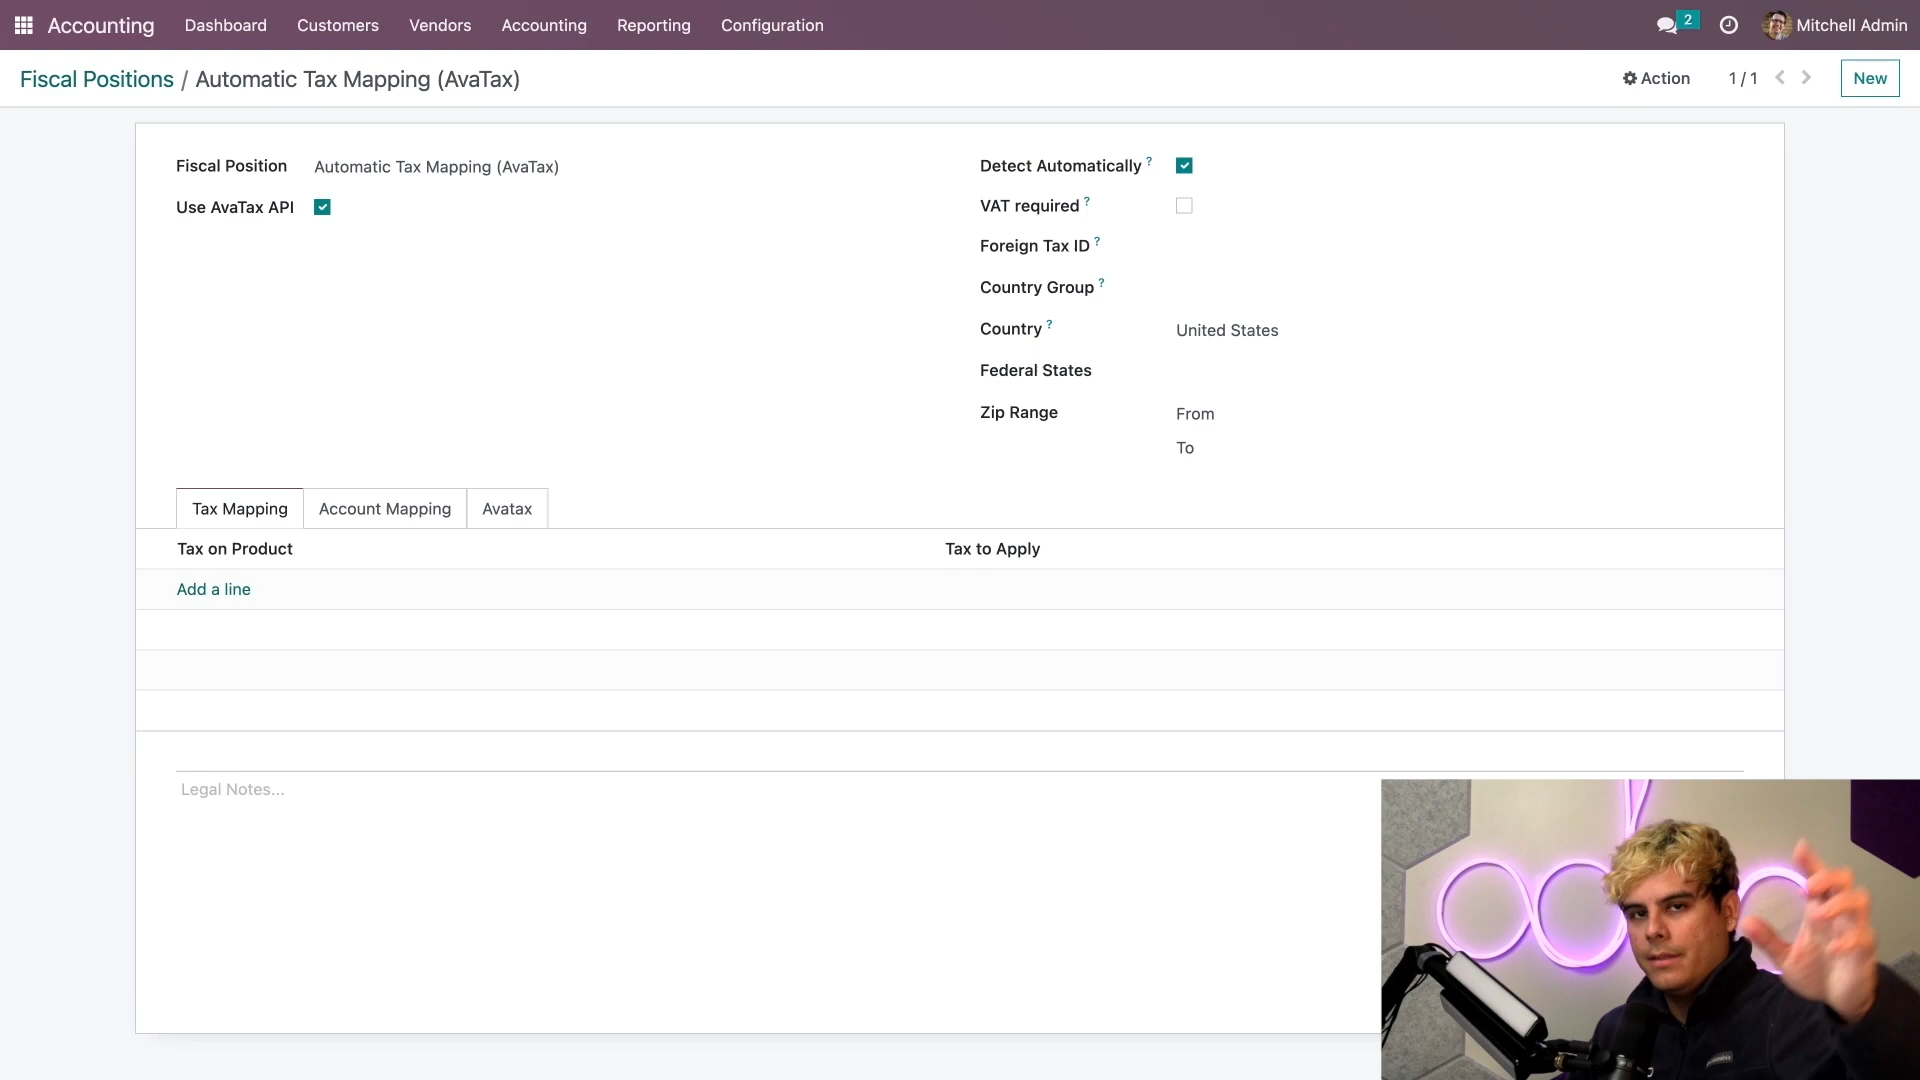 Accounting Dashboard Customers Vendors Accounting Reporting Configuration 2 Mitchell Admin
Fiscal Positions / Automatic Tax Mapping (AvaTax) Action 1 / 1 New
Fiscal Position Automatic Tax Mapping (AvaTax)
Use AvaTax API
Detect Automatically ?
VAT required ?
Foreign Tax ID ?
Country Group ?
Country ? United States
Federal States
Zip Range From
To
Tax Mapping Account Mapping Avatax
Tax on Product Tax to Apply
Add a line
Legal Notes...